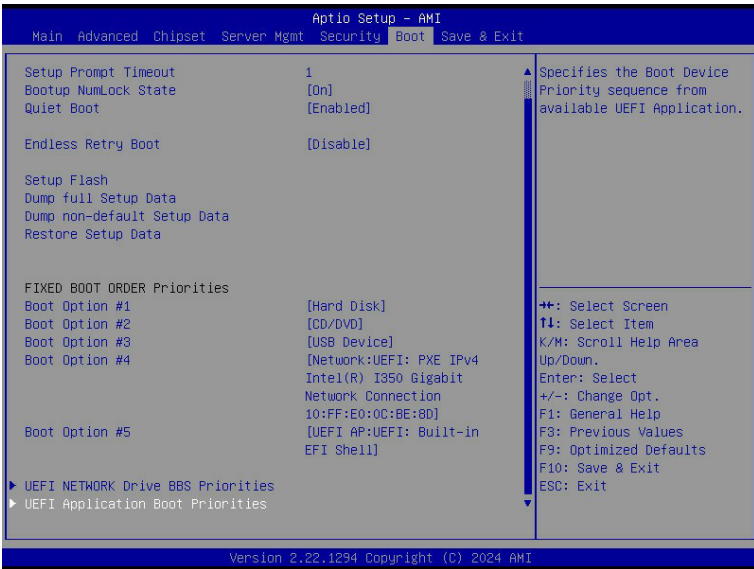 Aptio Setup - AMI
Main Advanced Chipset Server Mgmt Security Boot Save & Exit
Setup Prompt Timeout 1
Bootup NumLock State [On]
Quiet Boot [Enabled]
Endless Retry Boot [Disable]
Setup Flash
Dump full Setup Data
Dump non-default Setup Data
Restore Setup Data
FIXED BOOT ORDER Priorities
Boot Option #1 [Hard Disk]
Boot Option #2 [CD/DVD]
Boot Option #3 [USB Device]
Boot Option #4 [Network:UEFI: PXE IPv4
Intel(R) I350 Gigabit
Network Connection
10:FF:E0:0C:BE:8D]
Boot Option #5 [UEFI AP:UEFI: Built-in
EFI Shell]
UEFI NETWORK Drive BBS Priorities
UEFI Application Boot Priorities
Specifies the Boot Device
Priority sequence from
available UEFI Application.
→←: Select Screen
↑↓: Select Item
K/M: Scroll Help Area
Up/Down.
Enter: Select
+/-: Change Opt.
F1: General Help
F3: Previous Values
F9: Optimized Defaults
F10: Save & Exit
ESC: Exit
Version 2.22.1294 Copyright (C) 2024 AMI